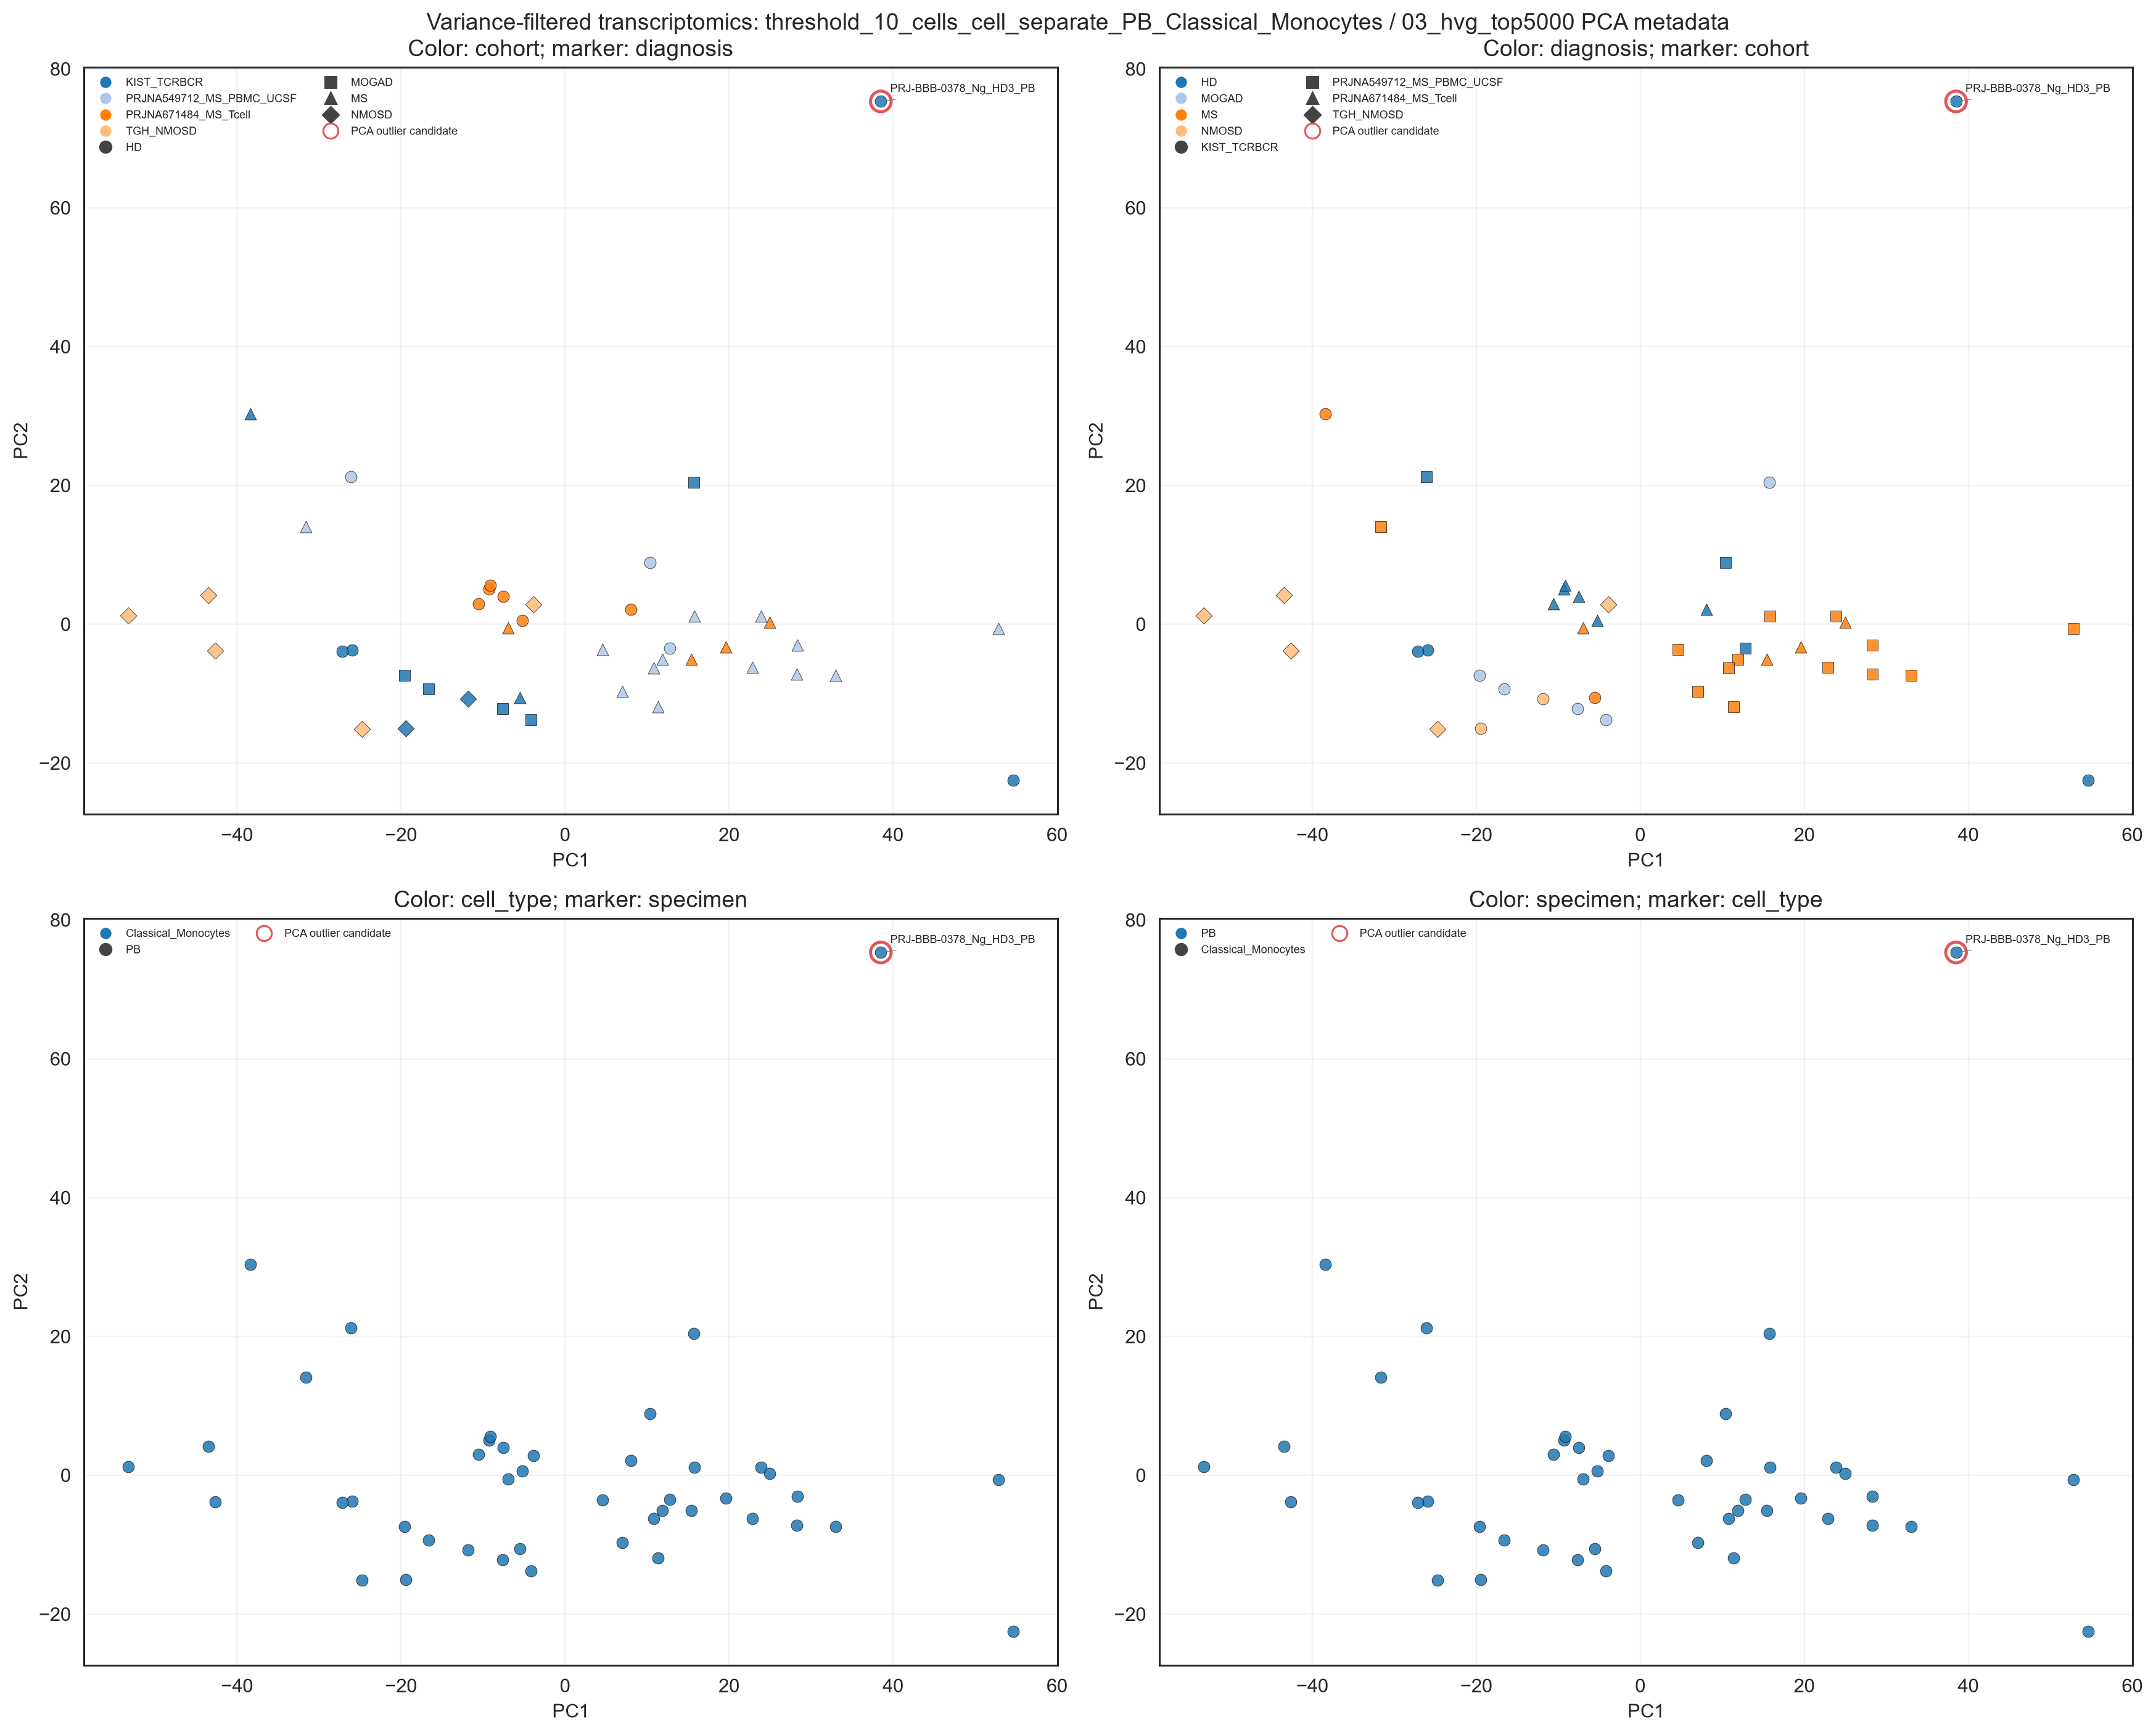 Variance-filtered transcriptomics: threshold_10_cells_cell_separate_PB_Classical_Monocytes / 03_hvg_top5000 PCA metadata
Color: cohort; marker: diagnosis
KIST_TCRBCR
PRJNA549712_MS_PBMC_UCSF
PRJNA671484_MS_Tcell
TGH_NMOSD
HD
MOGAD
MS
NMOSD
PCA outlier candidate
PRJ-BBB-0378_Ng_HD3_PB
80
60
40
20
0
−20
PC2
−40
−20
0
20
40
60
PC1
Color: diagnosis; marker: cohort
HD
MOGAD
MS
NMOSD
KIST_TCRBCR
PRJNA549712_MS_PBMC_UCSF
PRJNA671484_MS_Tcell
TGH_NMOSD
PCA outlier candidate
PRJ-BBB-0378_Ng_HD3_PB
80
60
40
20
0
−20
PC2
−40
−20
0
20
40
60
PC1
Color: cell_type; marker: specimen
Classical_Monocytes
PB
PCA outlier candidate
PRJ-BBB-0378_Ng_HD3_PB
80
60
40
20
0
−20
PC2
−40
−20
0
20
40
60
PC1
Color: specimen; marker: cell_type
PB
Classical_Monocytes
PCA outlier candidate
PRJ-BBB-0378_Ng_HD3_PB
80
60
40
20
0
−20
PC2
−40
−20
0
20
40
60
PC1